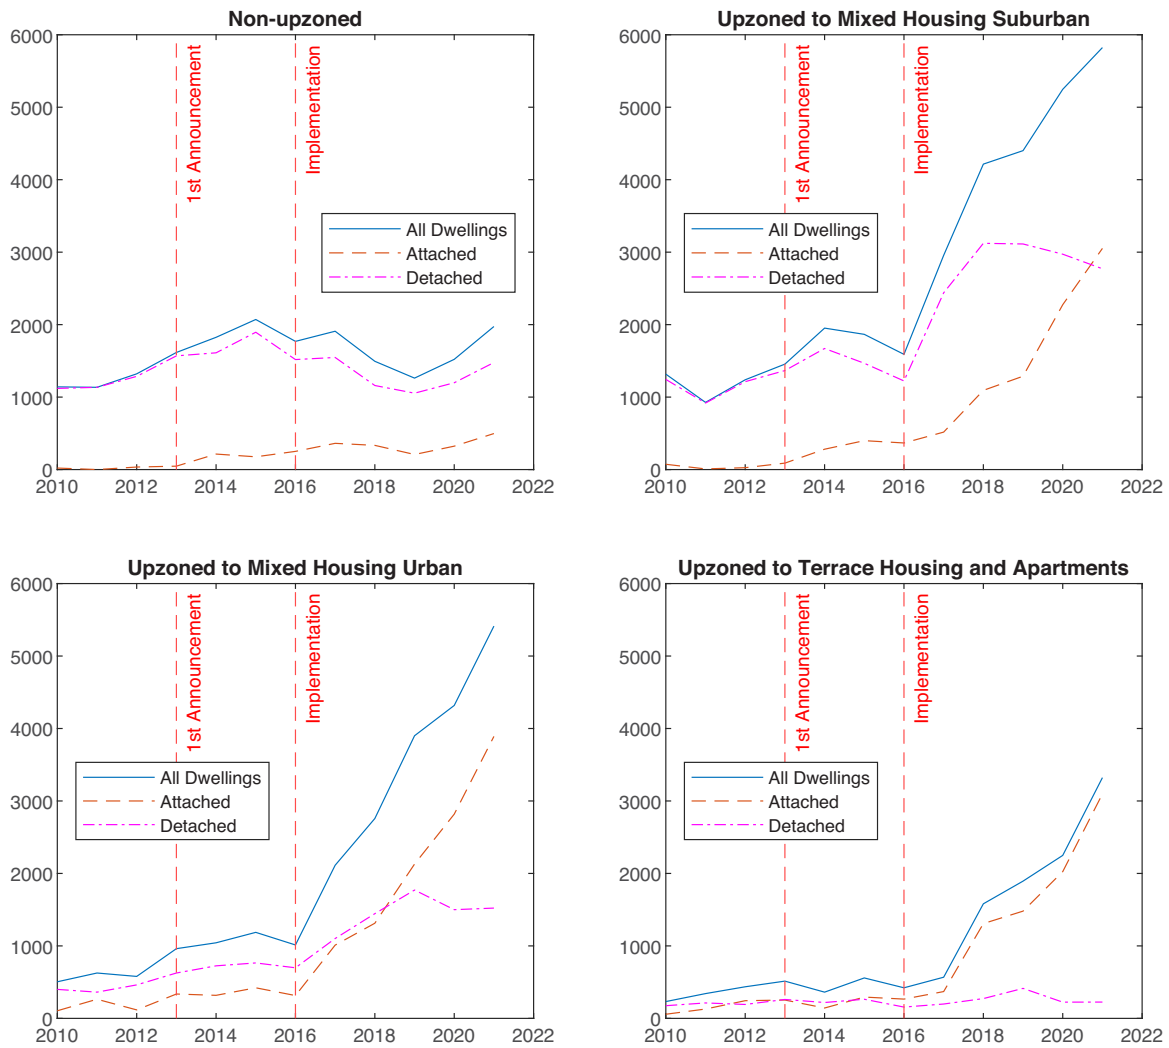 Non-upzoned
6000
5000
4000
3000
2000
1000
0
2010 2012 2014 2016 2018 2020 2022
1st Announcement
Implementation
All Dwellings
Attached
Detached
Upzoned to Mixed Housing Suburban
6000
5000
4000
3000
2000
1000
0
2010 2012 2014 2016 2018 2020 2022
1st Announcement
Implementation
All Dwellings
Attached
Detached
Upzoned to Mixed Housing Urban
6000
5000
4000
3000
2000
1000
0
2010 2012 2014 2016 2018 2020 2022
1st Announcement
Implementation
All Dwellings
Attached
Detached
Upzoned to Terrace Housing and Apartments
6000
5000
4000
3000
2000
1000
0
2010 2012 2014 2016 2018 2020 2022
1st Announcement
Implementation
All Dwellings
Attached
Detached